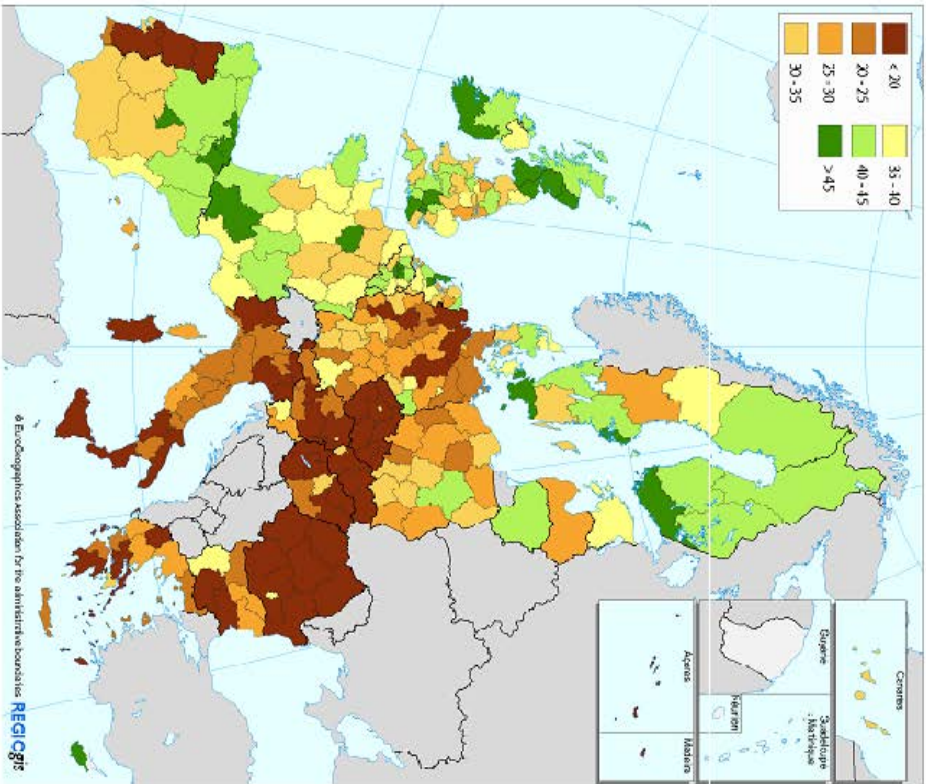 < 20
20 - 25
25 - 30
30 - 35
35 - 40
40 - 45
> 45
Canarias
Guyane
Guadeloupe
Martinique
Réunion
Açores
Madeira
© EuroGeographics Association for the administrative boundaries REGIOgis